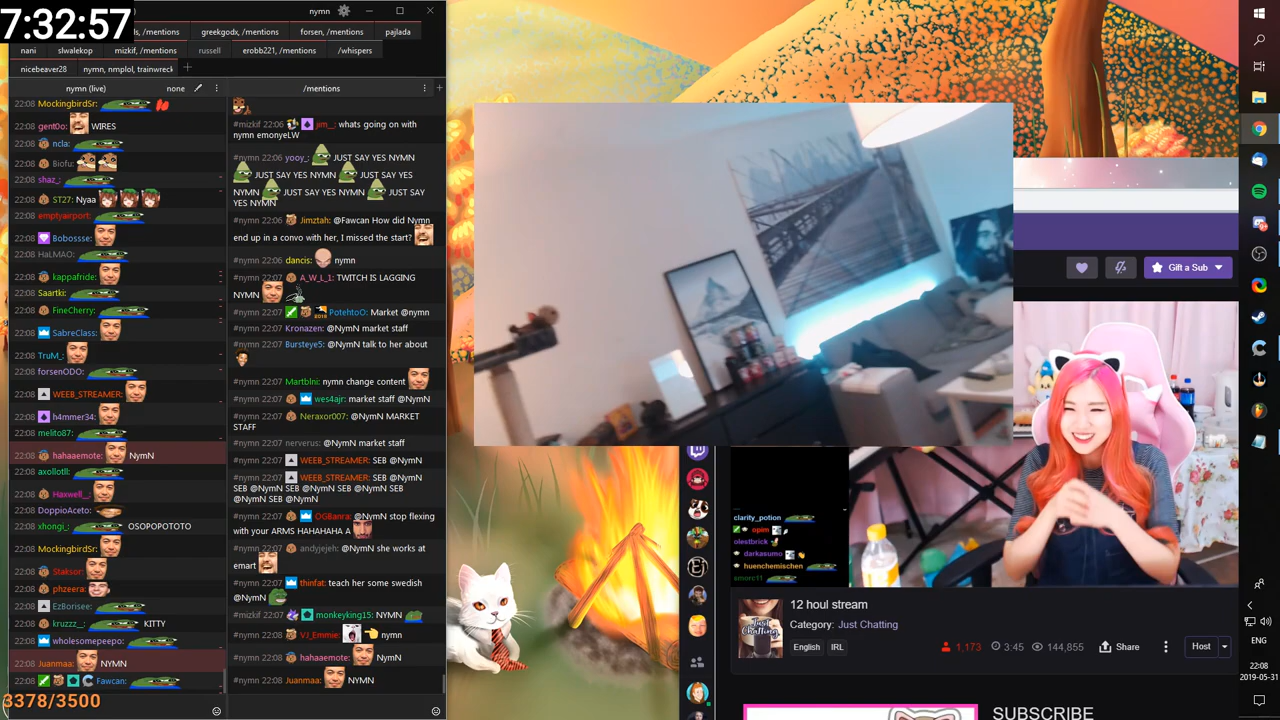 7:32:57
nymn
ds, /mentions
greekgodx, /mentions
forsen, /mentions
pajlada
nani
slwalekop
mizkif, /mentions
russell
erobb221, /mentions
/whispers
nicebeaver28
nymn, nmplol, trainwreck
nymn (live)
none
22:08 MockingbirdSr:
22:08 gent0o: WIRES
22:08 ncla:
22:08 Biofu:
22:08 shaz_:
22:08 ST27: Nyaa
22:08 emptyairport:
22:08 Bobossse:
22:08 HaLMAO:
22:08 kappafride:
22:08 Saartki:
22:08 FineCherry:
22:08 SabreClass:
22:08 TruM_:
22:08 forsenODO:
22:08 WEEB_STREAMER:
22:08 h4mmer34:
22:08 melito87:
22:08 hahaaemote: NymN
22:08 axollotll:
22:08 Haxwell_:
22:08 DoppioAceto:
22:08 xhongi_: OSOPOPOTOTO
22:08 MockingbirdSr:
22:08 Staksor:
22:08 phzeera:
22:08 EzBorisee:
22:08 kruzzz_: KITTY
22:08 wholesomepeepo:
22:08 Juanmaa: NYMN
22:08 Fawcan:
3378/3500
/mentions
#mizkif 22:06 jim__: whats going on with
nymn emonyeLW
#nymn 22:06 yooy_: JUST SAY YES NYMN
JUST SAY YES NYMN JUST SAY YES
NYMN JUST SAY YES NYMN JUST SAY
YES NYMN
#nymn 22:06 Jimztah: @Fawcan How did Nymn
end up in a convo with her, I missed the start?
#nymn 22:06 dancis: nymn
#nymn 22:07 A_W_L_1: TWITCH IS LAGGING
NYMN
#nymn 22:07 PotehtoO: Market @nymn
#nymn 22:07 Kronazen: @NymN market staff
#nymn 22:07 Bursteye5: @NymN talk to her about
#nymn 22:07 Martblni: nymn change content
#nymn 22:07 wes4ajr: market staff @NymN
#nymn 22:07 Neraxor007: @NymN MARKET
STAFF
#nymn 22:07 nerverus: @NymN market staff
#nymn 22:07 WEEB_STREAMER: SEB @NymN
#nymn 22:07 WEEB_STREAMER: SEB @NymN
SEB @NymN SEB @NymN SEB @NymN SEB
@NymN SEB @NymN
#nymn 22:07 OGBanra: @NymN stop flexing
with your ARMS HAHAHAHA A
#nymn 22:07 andyjejeh: @NymN she works at
emart
#nymn 22:07 thinfat: teach her some swedish
@NymN
#mizkif 22:07 monkeyking15: NYMN
#nymn 22:08 VJ_Emmie: nymn
#nymn 22:08 hahaaemote: NymN
#nymn 22:08 Juanmaa: NYMN
Gift a Sub
clarity_potion
opim
olestbrick
darkasumo
huenchemischen
12 houl stream
Category: Just Chatting
English
IRL
1,173
3:45
144,855
Share
Host
SUBSCRIBE
Just
Chatting
ENG
22:08
2019-05-31